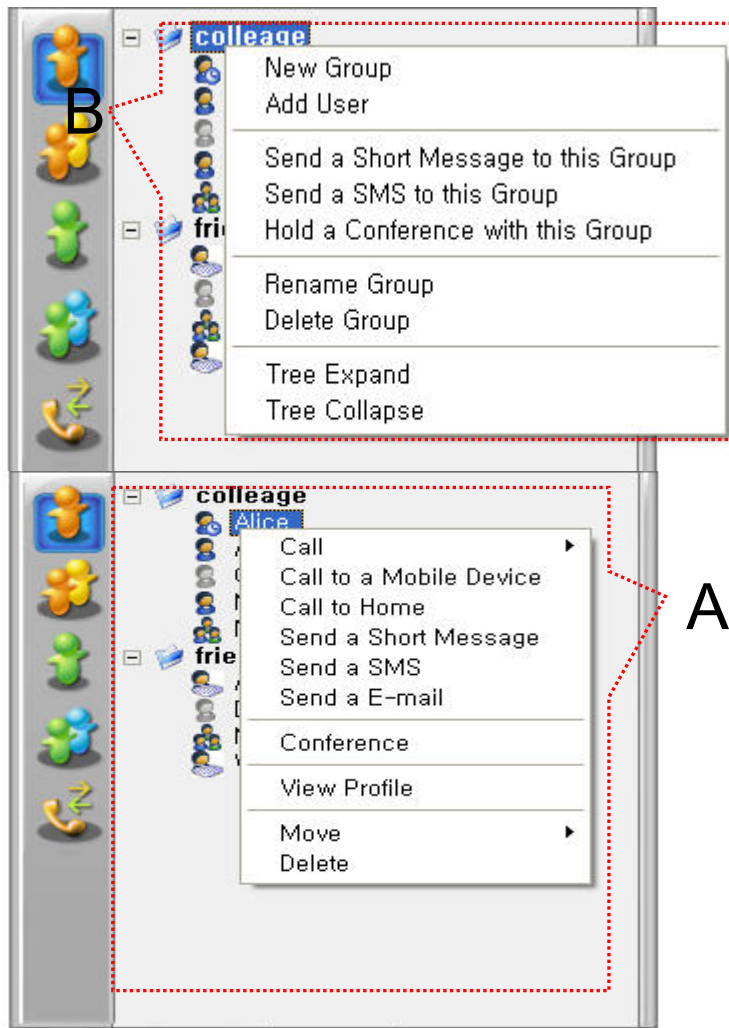 colleage
New Group
Add User
B
Send a Short Message to this Group
Send a SMS to this Group
Hold a Conference with this Group
Rename Group
Delete Group
Tree Expand
Tree Collapse
colleage
Alice
Call
Call to a Mobile Device
Call to Home
Send a Short Message
Send a SMS
Send a E-mail
A
Conference
View Profile
Move
Delete